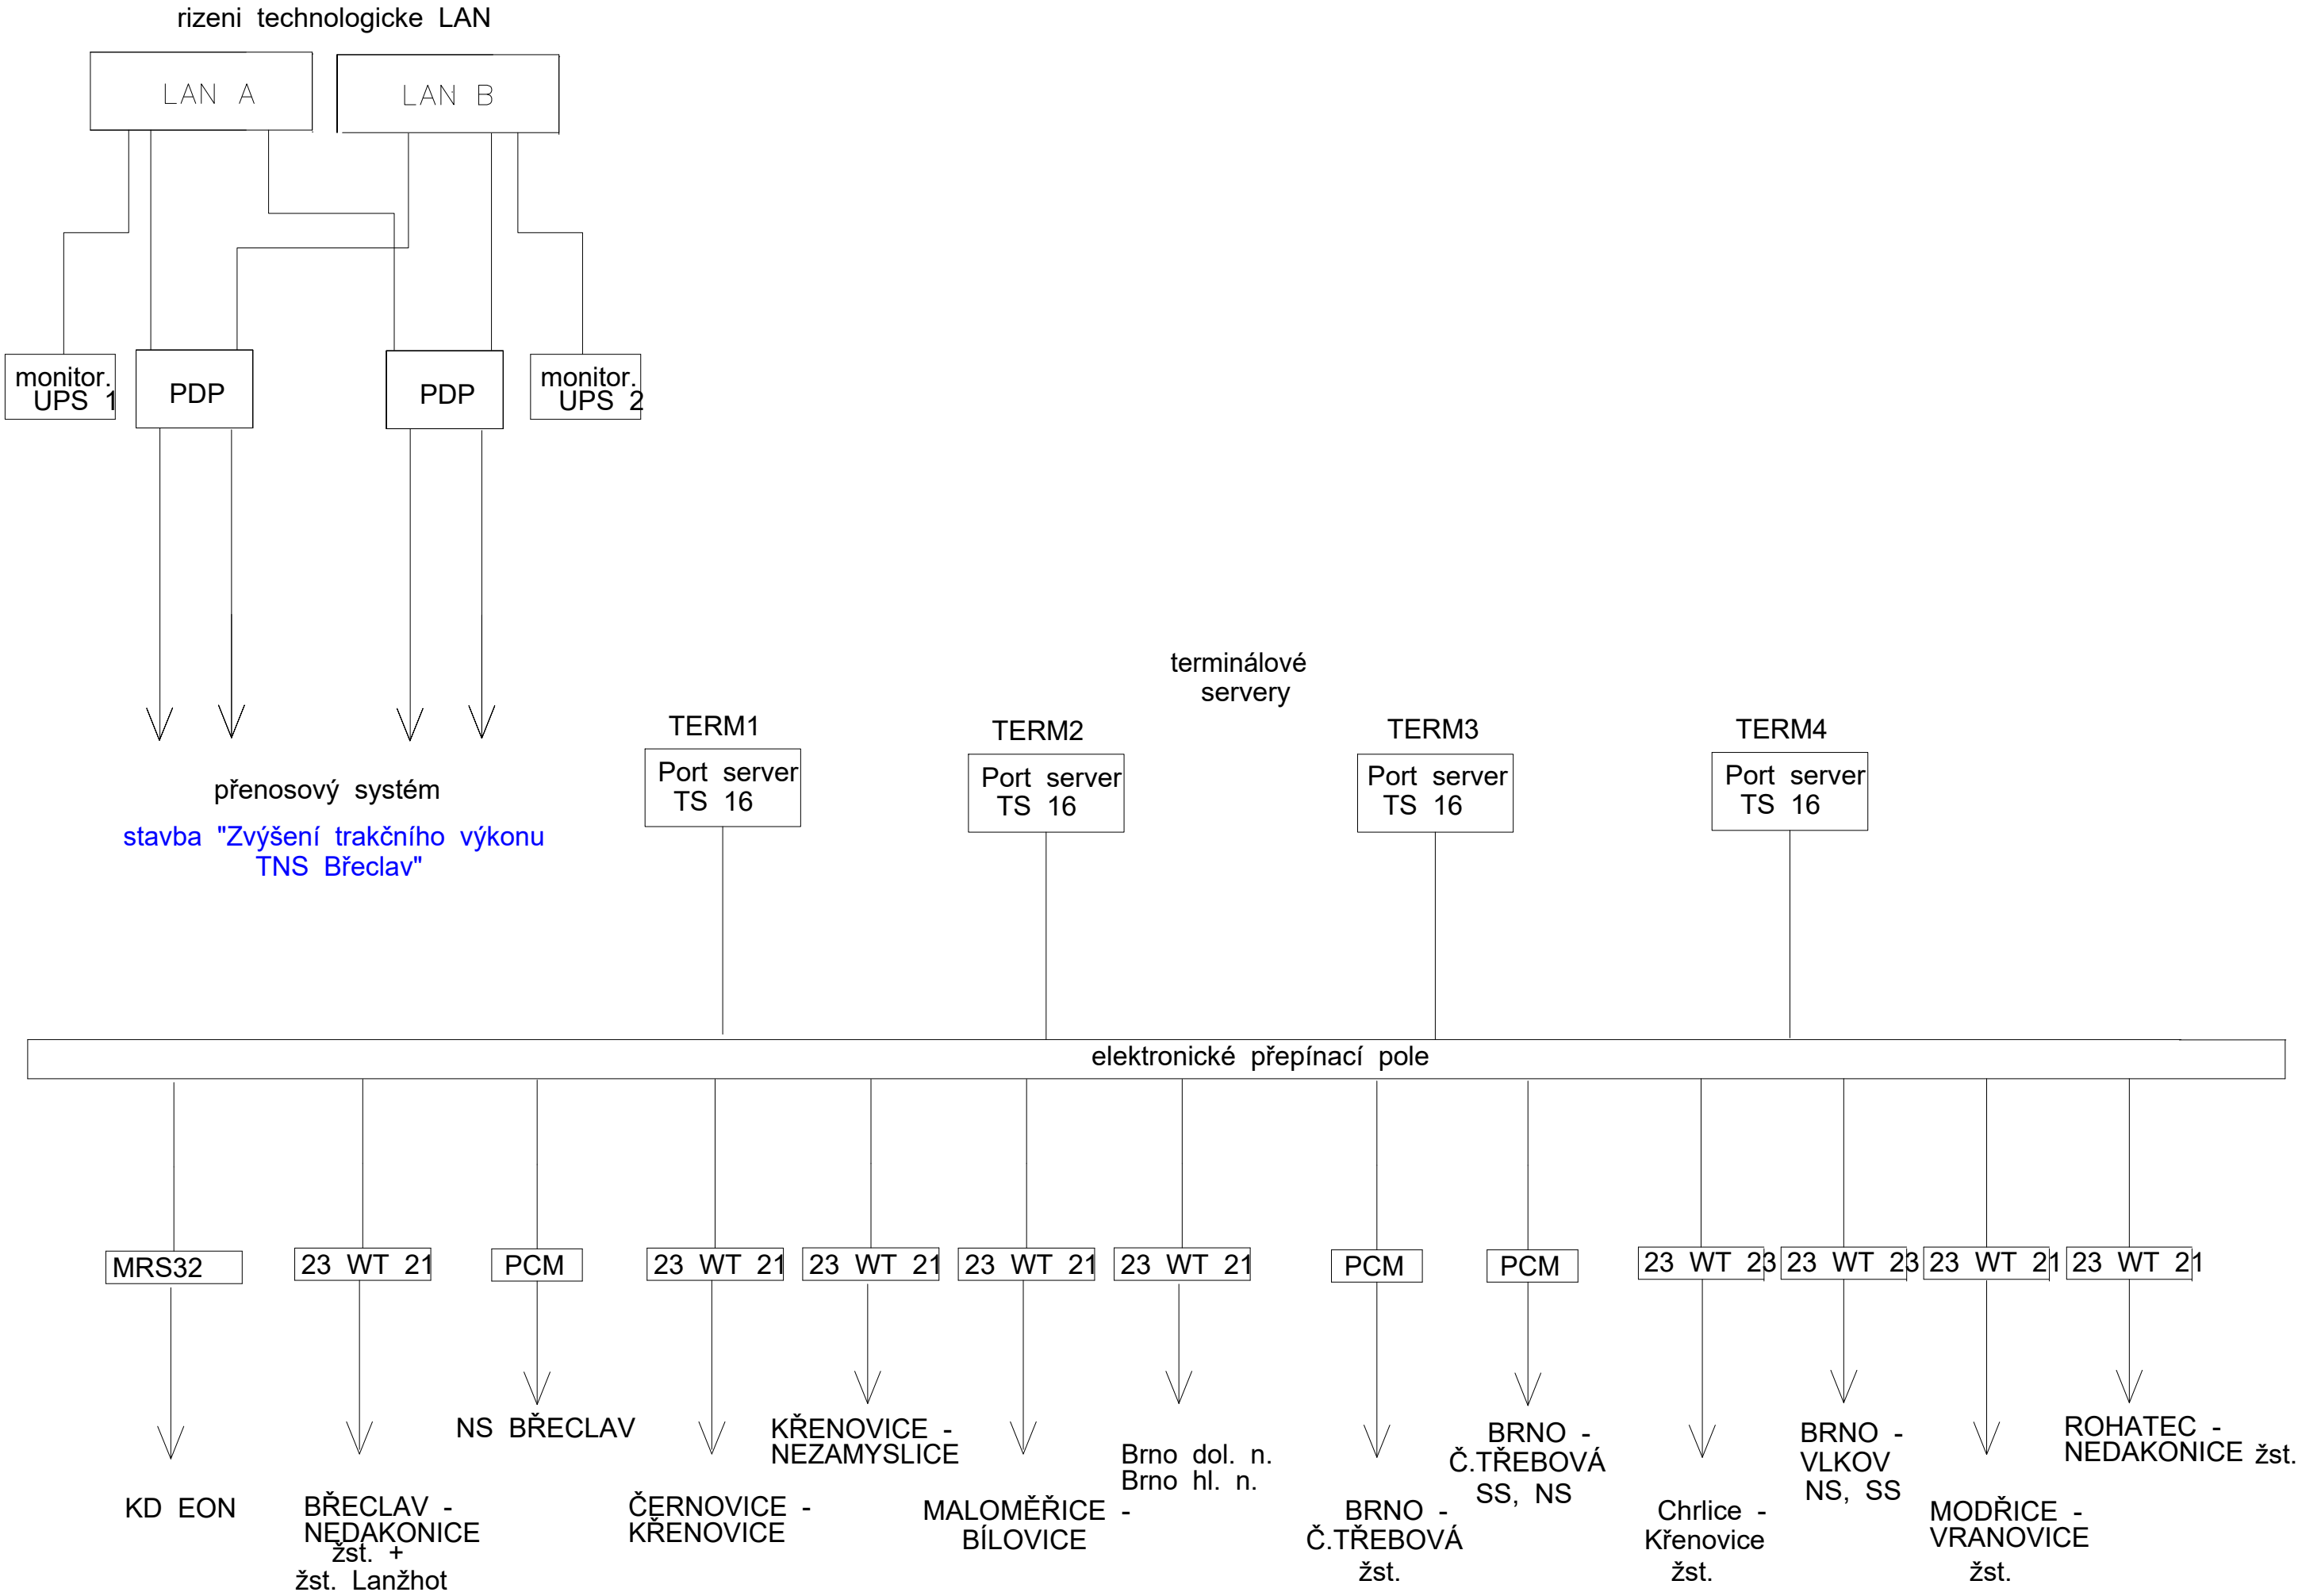 rizeni technologicke LAN
LAN A
LAN B
monitor.
UPS 1
PDP
PDP
monitor.
UPS 2
přenosový systém
stavba "Zvýšení trakčního výkonu
TNS Břeclav"
terminálové
servery
TERM1
Port server
TS 16
TERM2
Port server
TS 16
TERM3
Port server
TS 16
TERM4
Port server
TS 16
elektronické přepínací pole
MRS32
23 WT 21
PCM
23 WT 21
23 WT 21
23 WT 21
23 WT 21
PCM
PCM
23 WT 23
23 WT 23
23 WT 21
23 WT 21
KD EON
BŘECLAV -
NEDAKONICE
žst. +
žst. Lanžhot
NS BŘECLAV
ČERNOVICE -
KŘENOVICE
KŘENOVICE -
NEZAMYSLICE
MALOMĚŘICE -
BÍLOVICE
Brno dol. n.
Brno hl. n.
BRNO -
Č.TŘEBOVÁ
žst.
BRNO -
Č.TŘEBOVÁ
SS, NS
Chrlice -
Křenovice
žst.
BRNO -
VLKOV
NS, SS
MODŘICE -
VRANOVICE
žst.
ROHATEC -
NEDAKONICE žst.